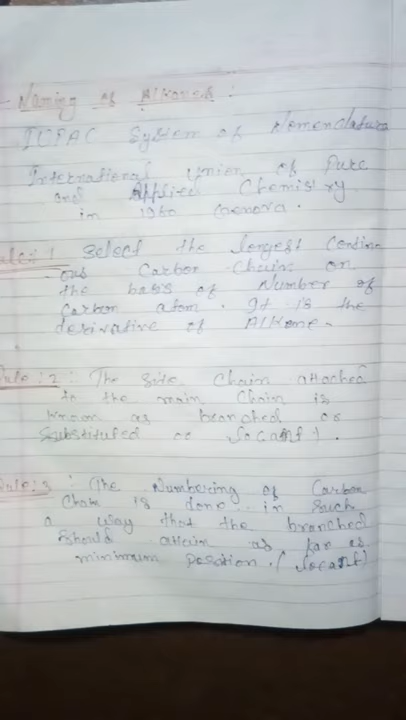 Naming of Alkanes :
IUPAC System of Nomenclature
International Union of Pure
and Applied Chemistry
in 1960 Genova.
Rule: 1 Select the longest contin
ous Carbon Chain on
the basis of Number of
Carbon atom. It is the
derivative of Alkane.
Rule: 2 : The Site Chain attached
to the main Chain is
known as branched or
Substituted or locant).
Rule: 3 : The Numbering of Carbon
Chain is done in such
a way that the branched
should attain as far as
minimum position. (locant)